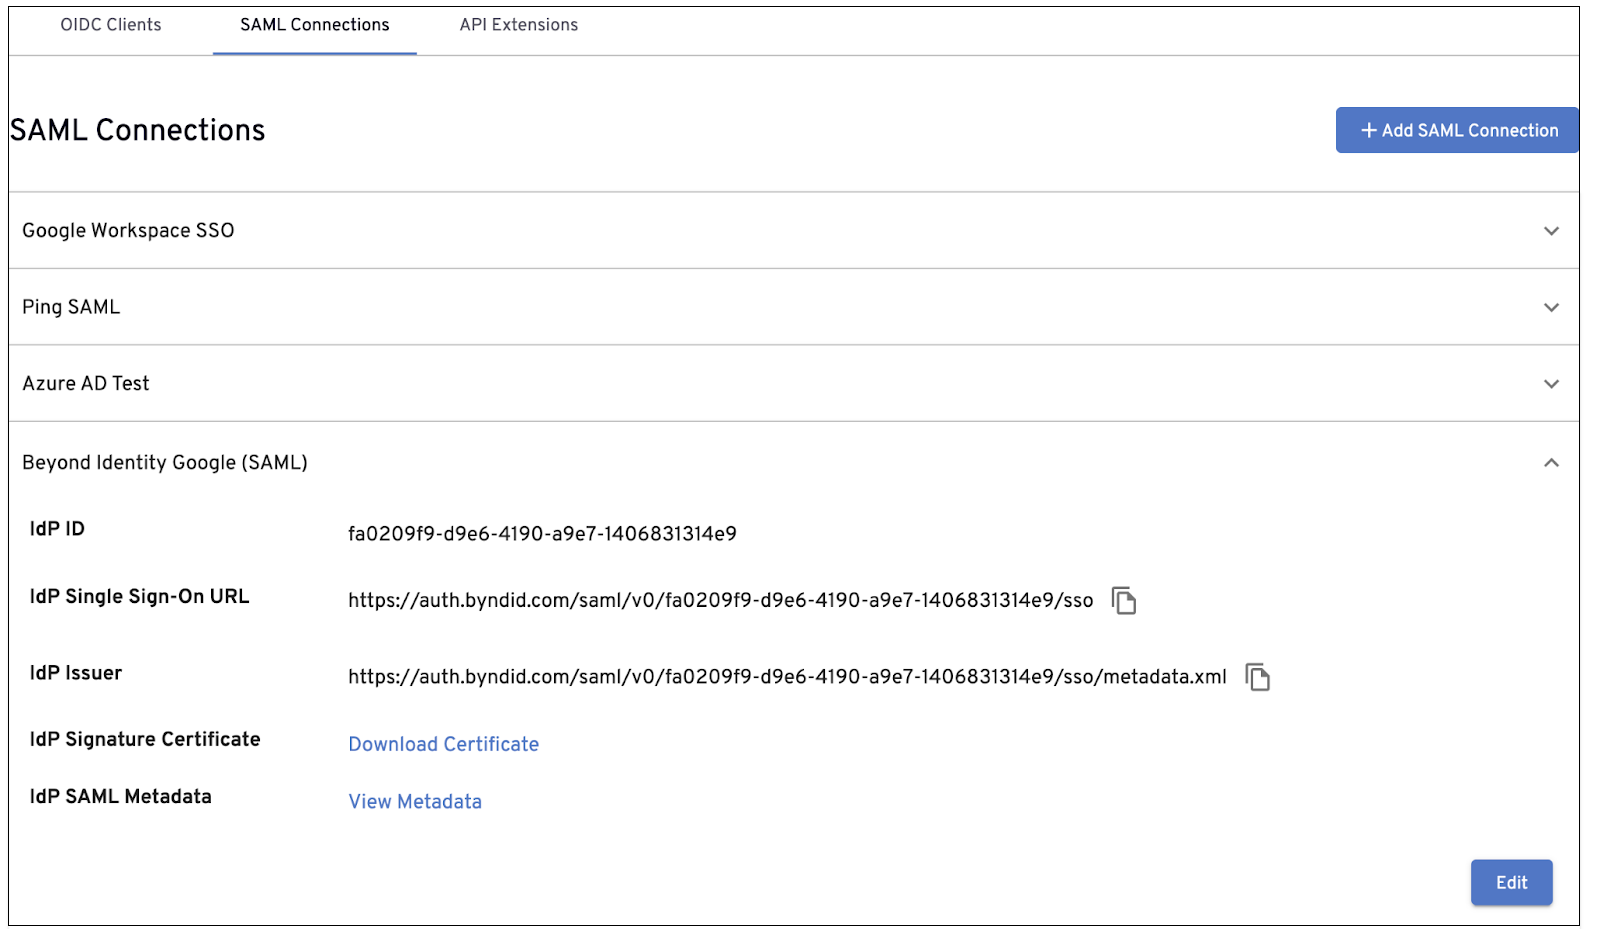 OIDC Clients SAML Connections API Extensions
SAML Connections
+ Add SAML Connection
Google Workspace SSO
Ping SAML
Azure AD Test
Beyond Identity Google (SAML)
IdP ID fa0209f9-d9e6-4190-a9e7-1406831314e9
IdP Single Sign-On URL https://auth.byndid.com/saml/v0/fa0209f9-d9e6-4190-a9e7-1406831314e9/sso
IdP Issuer https://auth.byndid.com/saml/v0/fa0209f9-d9e6-4190-a9e7-1406831314e9/sso/metadata.xml
IdP Signature Certificate Download Certificate
IdP SAML Metadata View Metadata
Edit